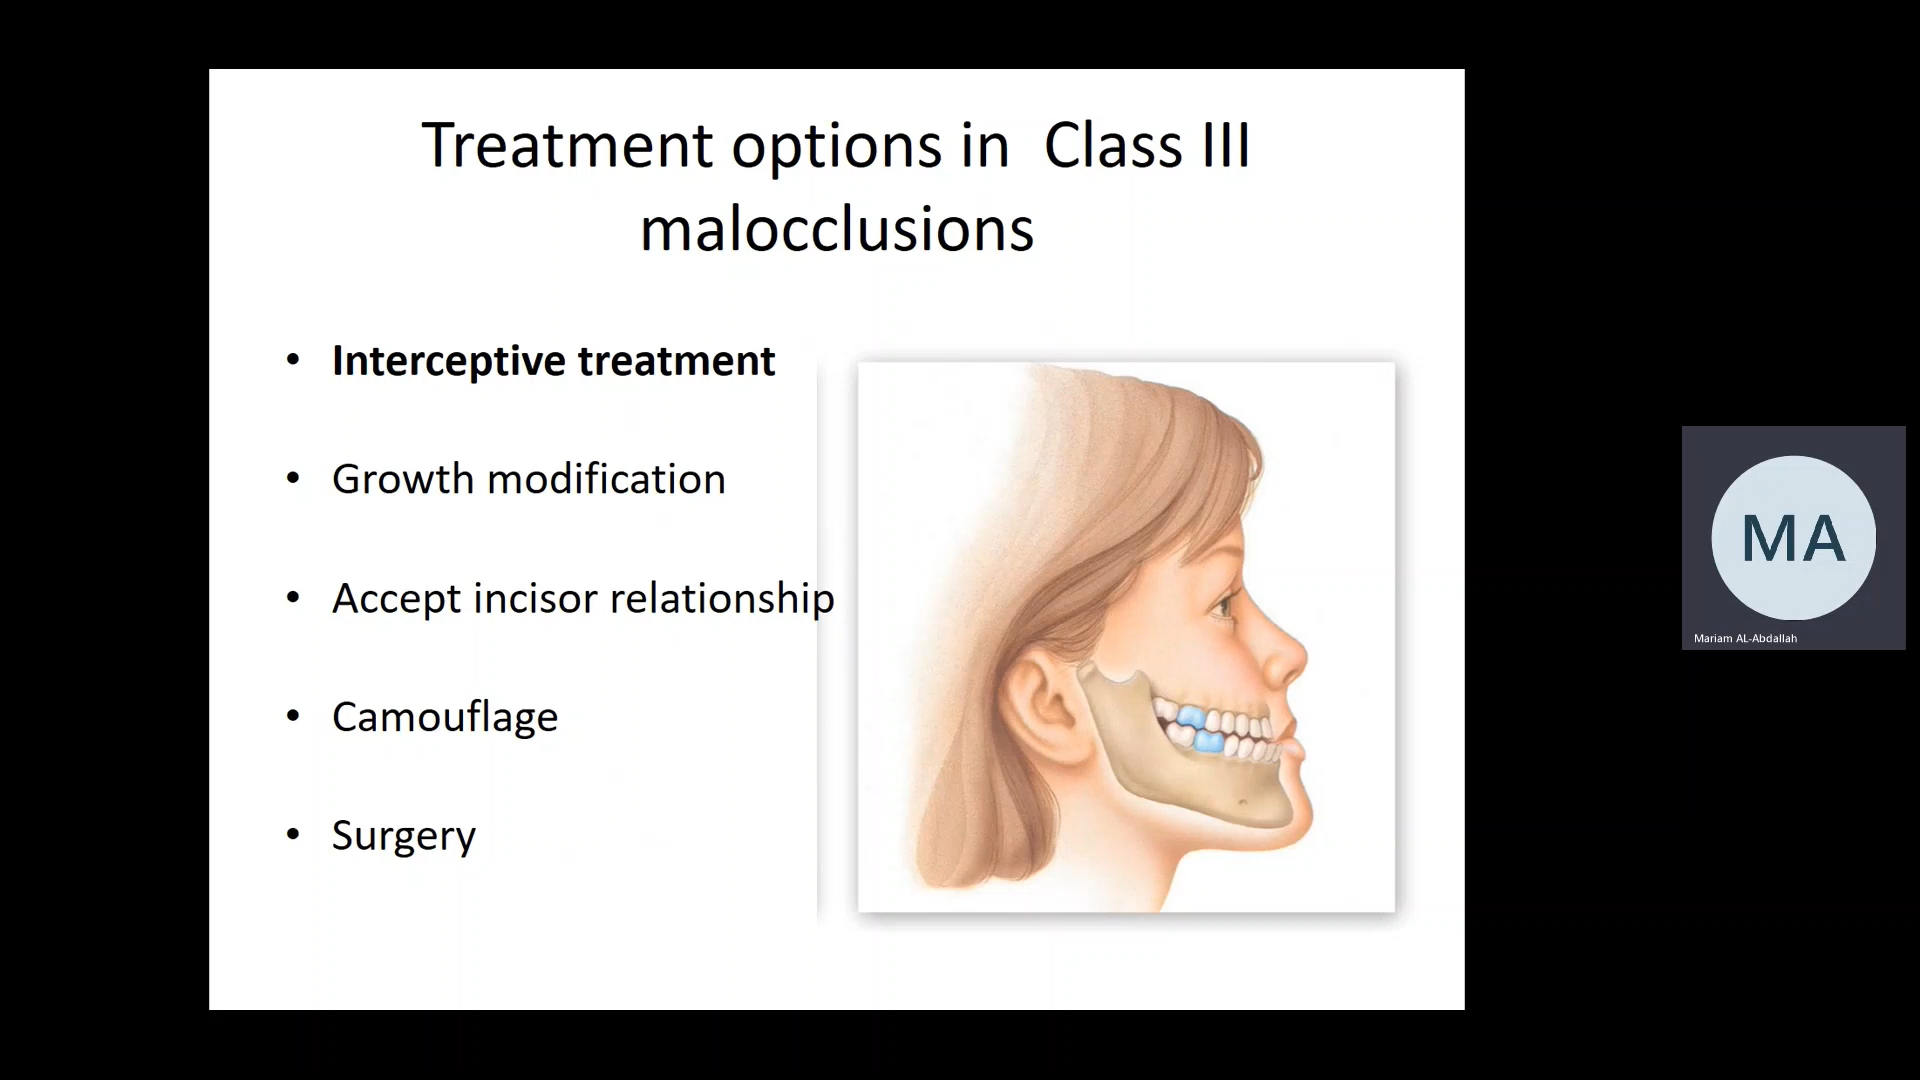 Treatment options in  Class III
malocclusions
• Interceptive treatment
• Growth modification
• Accept incisor relationship
• Camouflage
• Surgery
MA
Mariam AL-Abdallah